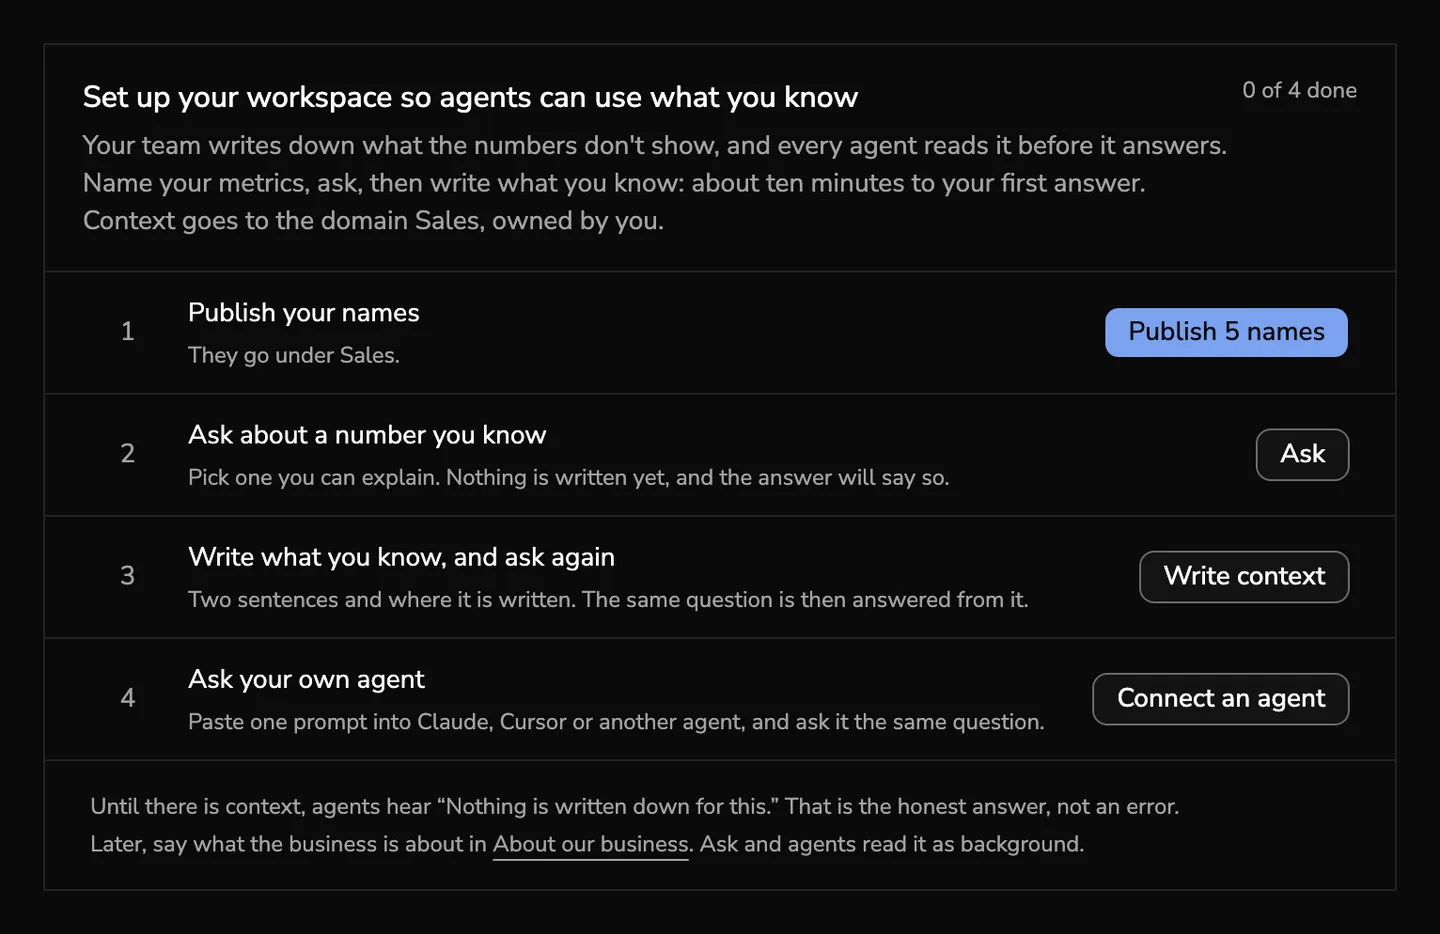 Set up your workspace so agents can use what you know
0 of 4 done
Your team writes down what the numbers don't show, and every agent reads it before it answers.
Name your metrics, ask, then write what you know: about ten minutes to your first answer.
Context goes to the domain Sales, owned by you.
1
Publish your names
They go under Sales.
Publish 5 names
2
Ask about a number you know
Pick one you can explain. Nothing is written yet, and the answer will say so.
Ask
3
Write what you know, and ask again
Two sentences and where it is written. The same question is then answered from it.
Write context
4
Ask your own agent
Paste one prompt into Claude, Cursor or another agent, and ask it the same question.
Connect an agent
Until there is context, agents hear “Nothing is written down for this.” That is the honest answer, not an error.
Later, say what the business is about in About our business. Ask and agents read it as background.